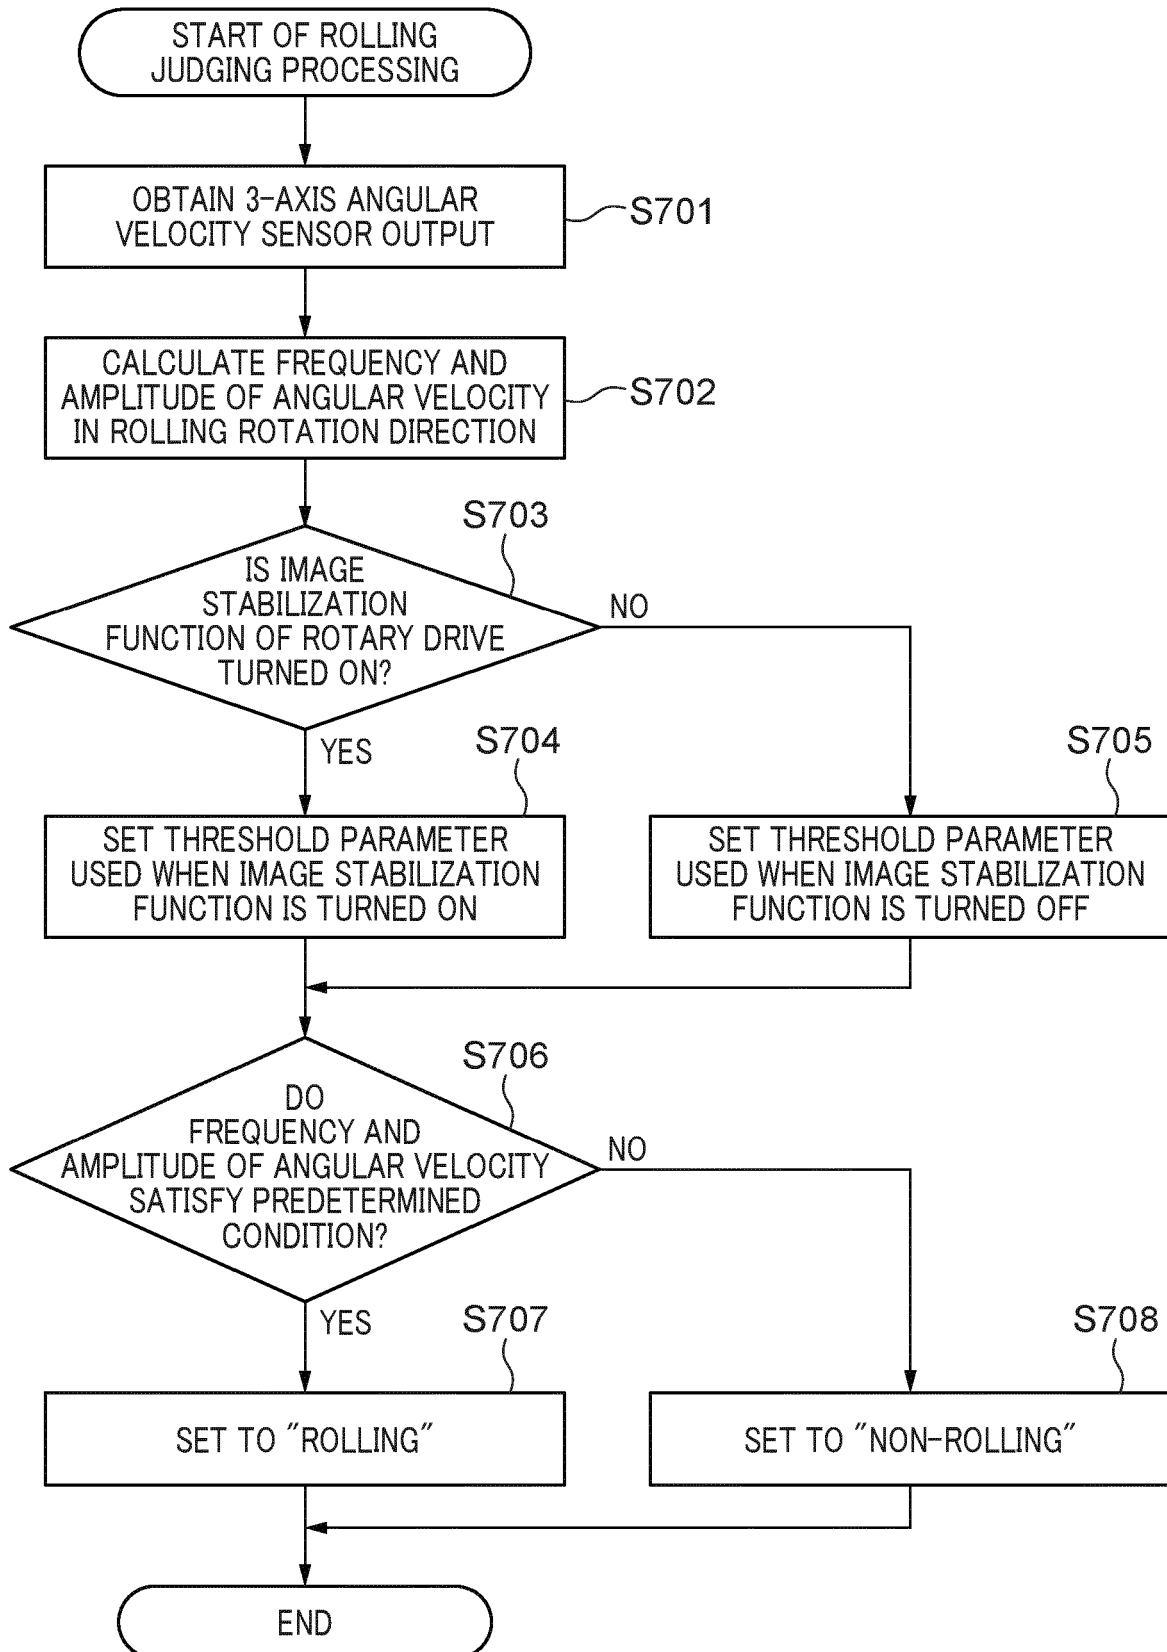 START OF ROLLING
JUDGING PROCESSING
OBTAIN 3-AXIS ANGULAR
VELOCITY SENSOR OUTPUT
S701
CALCULATE FREQUENCY AND
AMPLITUDE OF ANGULAR VELOCITY
IN ROLLING ROTATION DIRECTION
S702
S703
IS IMAGE
STABILIZATION
FUNCTION OF ROTARY DRIVE
TURNED ON?
NO
YES
S704
S705
SET THRESHOLD PARAMETER
USED WHEN IMAGE STABILIZATION
FUNCTION IS TURNED ON
SET THRESHOLD PARAMETER
USED WHEN IMAGE STABILIZATION
FUNCTION IS TURNED OFF
S706
DO
FREQUENCY AND
AMPLITUDE OF ANGULAR VELOCITY
SATISFY PREDETERMINED
CONDITION?
NO
YES
S707
S708
SET TO "ROLLING"
SET TO "NON-ROLLING"
END